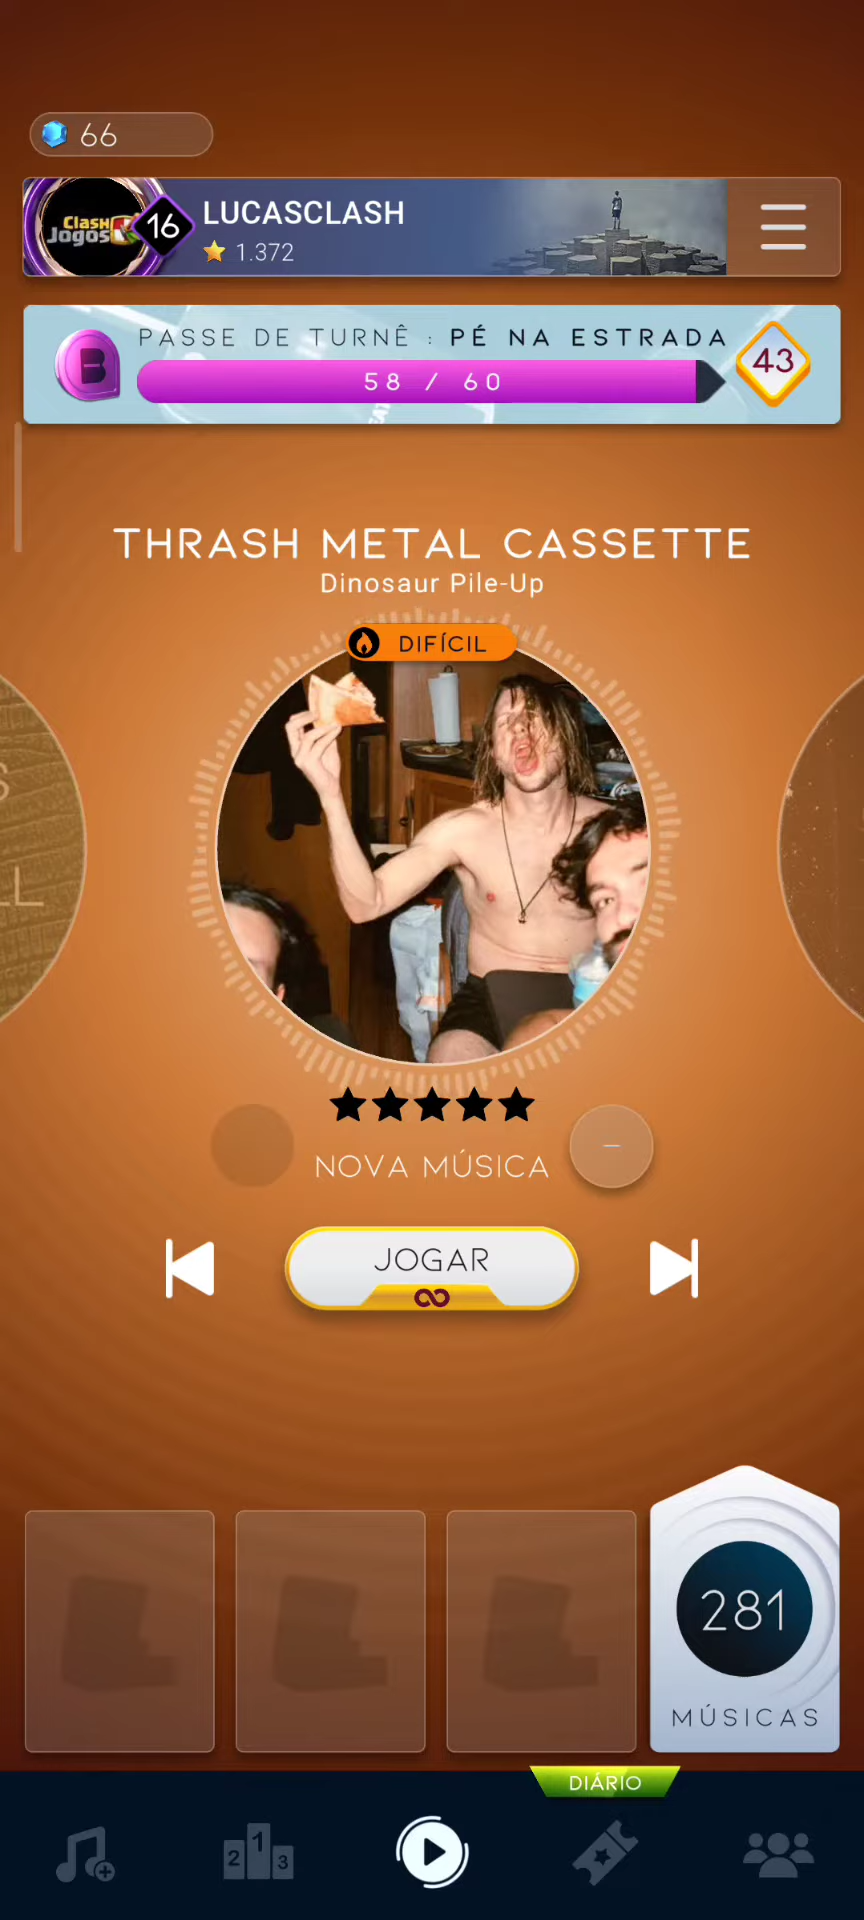 66
Clash
Jogos
16
LUCASCLASH
1.372
PASSE DE TURNÊ : PÉ NA ESTRADA
B
58 / 60
43
THRASH METAL CASSETTE
Dinosaur Pile-Up
DIFÍCIL
S
LL
NOVA MÚSICA
–
JOGAR
∞
281
MÚSICAS
DIÁRIO
2 1 3